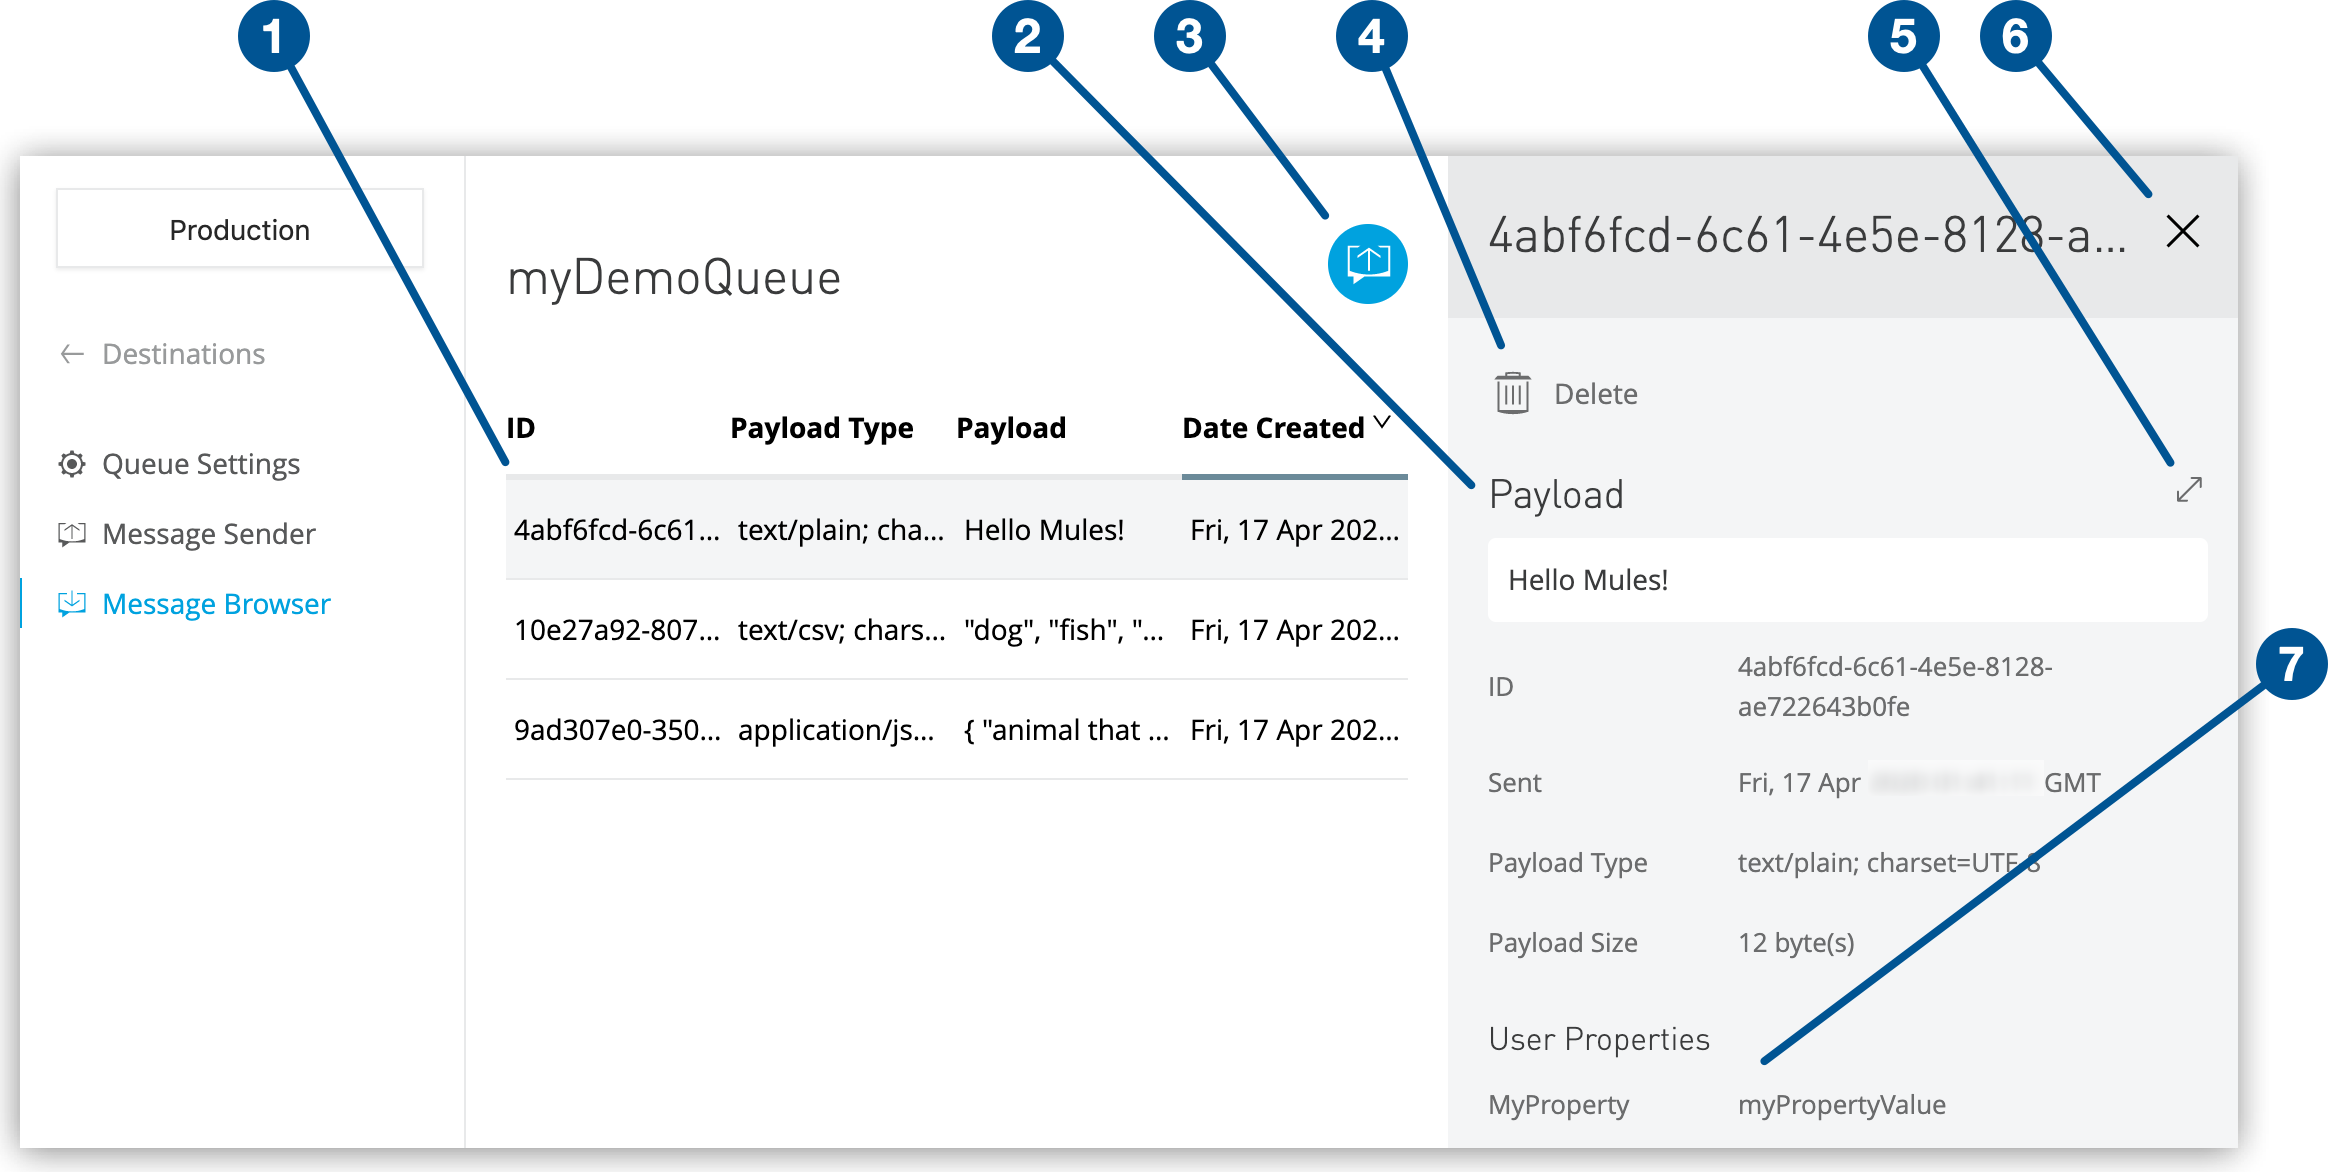 1 2 3 4 5 6
Production
Destinations
Queue Settings
Message Sender
Message Browser
myDemoQueue
ID Payload Type Payload Date Created
4abf6fcd-6c61... text/plain; cha... Hello Mules! Fri, 17 Apr 202...
10e27a92-807... text/csv; chars... "dog", "fish", "... Fri, 17 Apr 202...
9ad307e0-350... application/js... { "animal that ... Fri, 17 Apr 202...
4abf6fcd-6c61-4e5e-8128-a...
Delete
Payload
Hello Mules!
7
ID 4abf6fcd-6c61-4e5e-8128-
ae722643b0fe
Sent Fri, 17 Apr GMT
Payload Type text/plain; charset=UTF-8
Payload Size 12 byte(s)
User Properties
MyProperty myPropertyValue